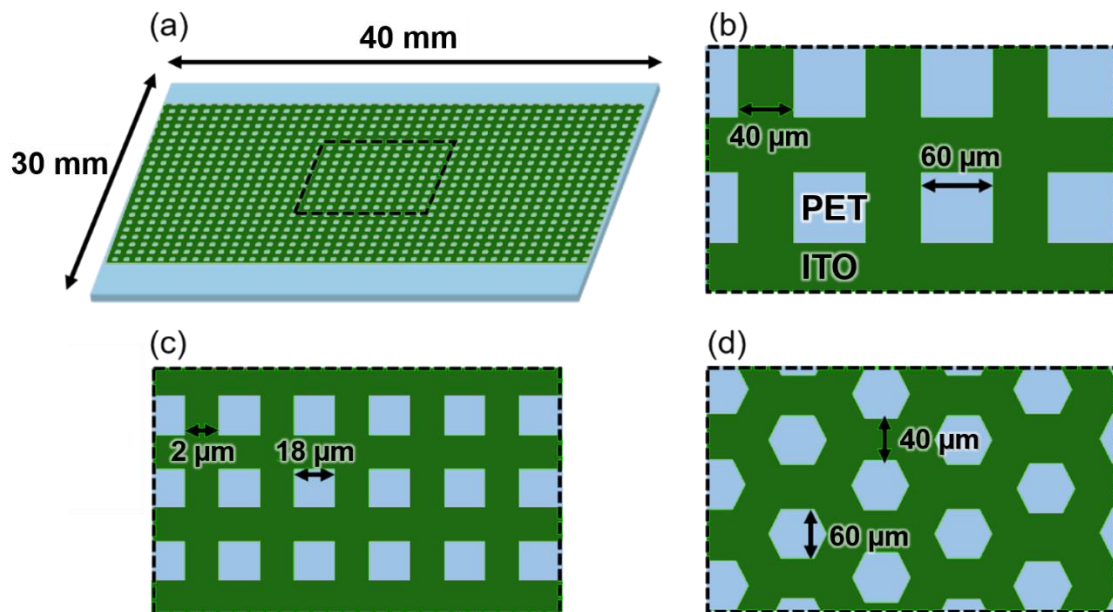 (a)
40 mm
30 mm
(b)
40 µm
60 µm
PET
ITO
(c)
2 µm
18 µm
(d)
40 µm
60 µm